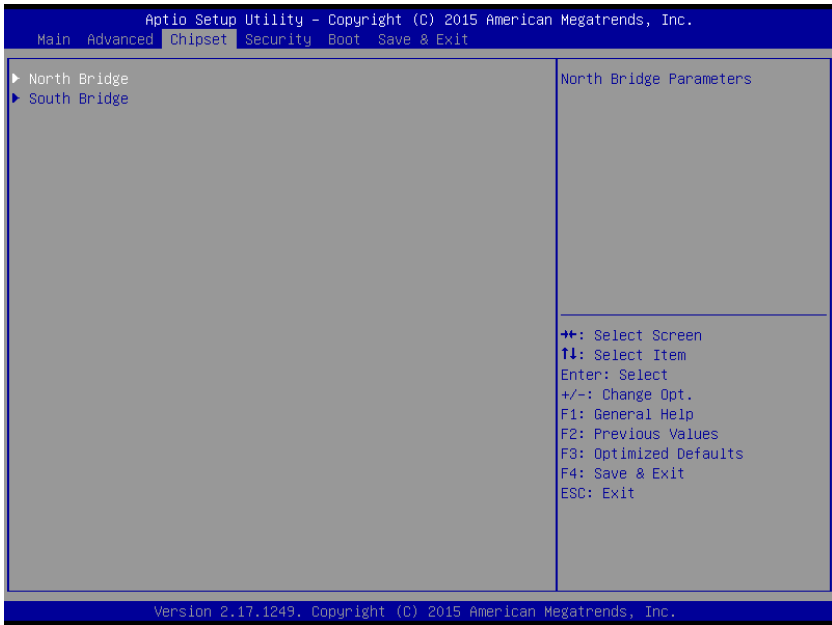 Aptio Setup Utility – Copyright (C) 2015 American Megatrends, Inc.
Main Advanced Chipset Security Boot Save & Exit
▶ North Bridge
▶ South Bridge
North Bridge Parameters
→←: Select Screen
↑↓: Select Item
Enter: Select
+/-: Change Opt.
F1: General Help
F2: Previous Values
F3: Optimized Defaults
F4: Save & Exit
ESC: Exit
Version 2.17.1249. Copyright (C) 2015 American Megatrends, Inc.